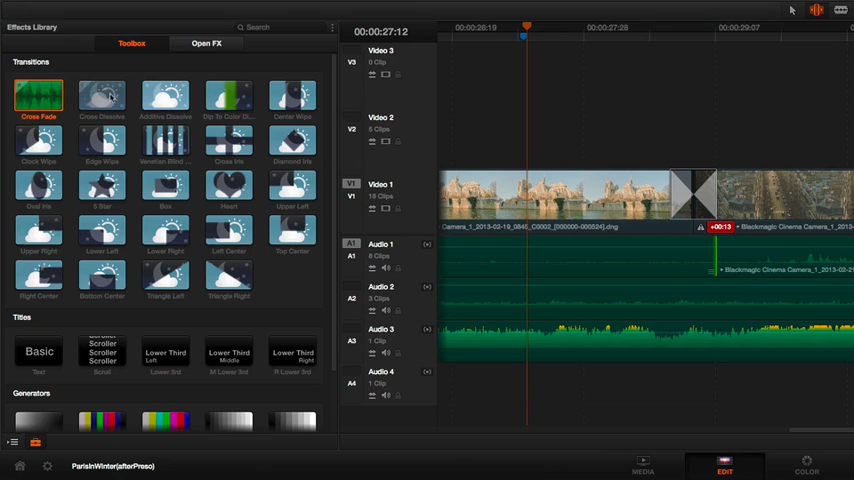 Effects Library
Search
Toolbox
Open FX
Transitions
Cross Fade
Cross Dissolve
Additive Dissolve
Dip To Color Di...
Center Wipe
Clock Wipe
Edge Wipe
Venetian Blind ...
Cross Iris
Diamond Iris
Oval Iris
5 Star
Box
Heart
Upper Left
Upper Right
Lower Left
Lower Right
Left Center
Top Center
Right Center
Bottom Center
Triangle Left
Triangle Right
Titles
Basic
Text
Scroller
Scroller
Scroller
Scroller
Scroll
Lower Third
Left
Lower 3rd
Lower Third
Middle
M Lower 3rd
Lower Third
Right
R Lower 3rd
Generators
00:00:27:12
00:00:26:19
00:00:27:28
00:00:29:07
V3
Video 3
0 Clip
V2
Video 2
5 Clips
V1
Video 1
V1
18 Clips
Camera_1_2013-02-19_0845_C0002_[000000-000524].dng
+00:13
Blackmagic Cinema Camera_1_2013-02
A1
Audio 1
A1
8 Clips
Blackmagic Cinema Camera_1_2013-02-21
Audio 2
A2
3 Clips
Audio 3
A3
1 Clip
Audio 4
A4
1 Clip
ParisInWinter(afterPreso)
MEDIA
EDIT
COLOR